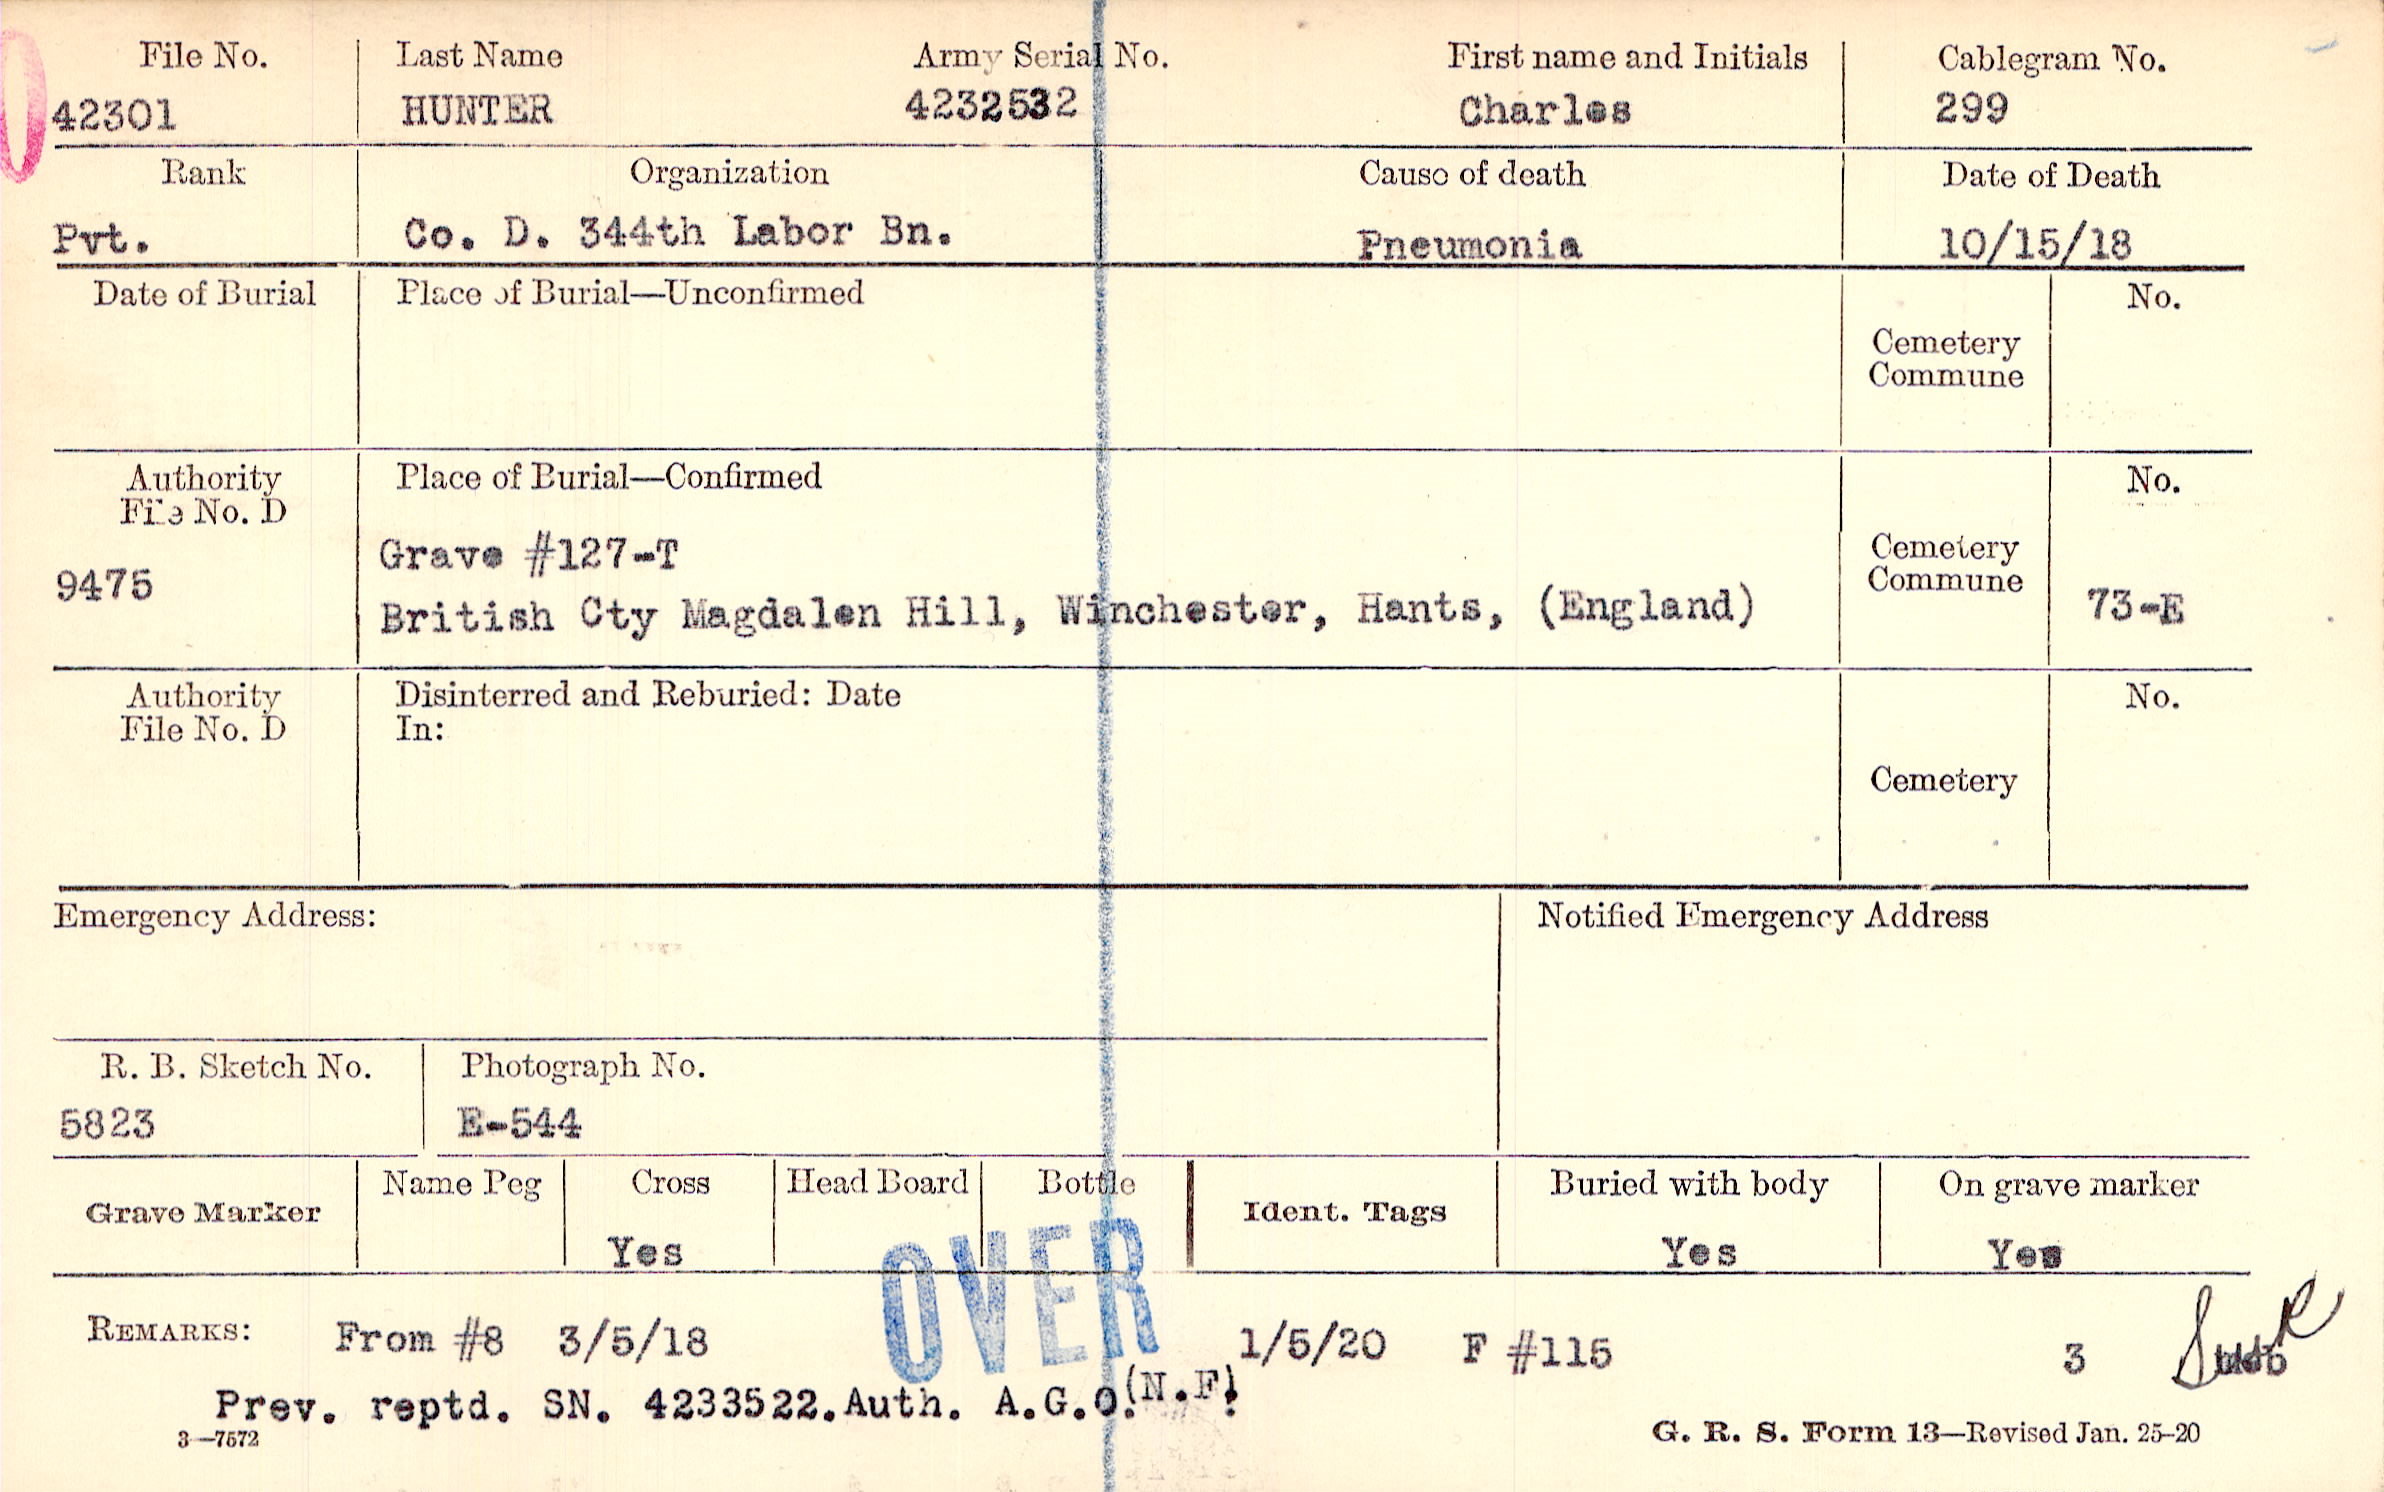 File No. Last Name Army Serial No. First name and Initials Cablegram No.
42301 HUNTER 4232532 Charles 299
Rank Organization Cause of death Date of Death
Pvt. Co. D. 344th Labor Bn. Pneumonia 10/15/18
Date of Burial Place of Burial—Unconfirmed No.
Cemetery
Commune
Authority Place of Burial—Confirmed No.
File No. D
Grave #127-T
9475 Cemetery
Commune
British Cty Magdalen Hill, Winchester, Hants, (England) 73-E
Authority Disinterred and Reburied: Date No.
File No. D In:
Cemetery
Emergency Address: Notified Emergency Address
R. B. Sketch No. Photograph No.
5823 E-544
Grave Marker Name Peg Cross Head Board Bottle Ident. Tags Buried with body On grave marker
Yes Yes Yes
OVER
REMARKS: From #8 3/5/18 1/5/20 F #115 3
Prev. reptd. SN. 4233522.Auth. A.G.O.(N.F.)
3—7572
G. R. S. Form 13—Revised Jan. 25-20